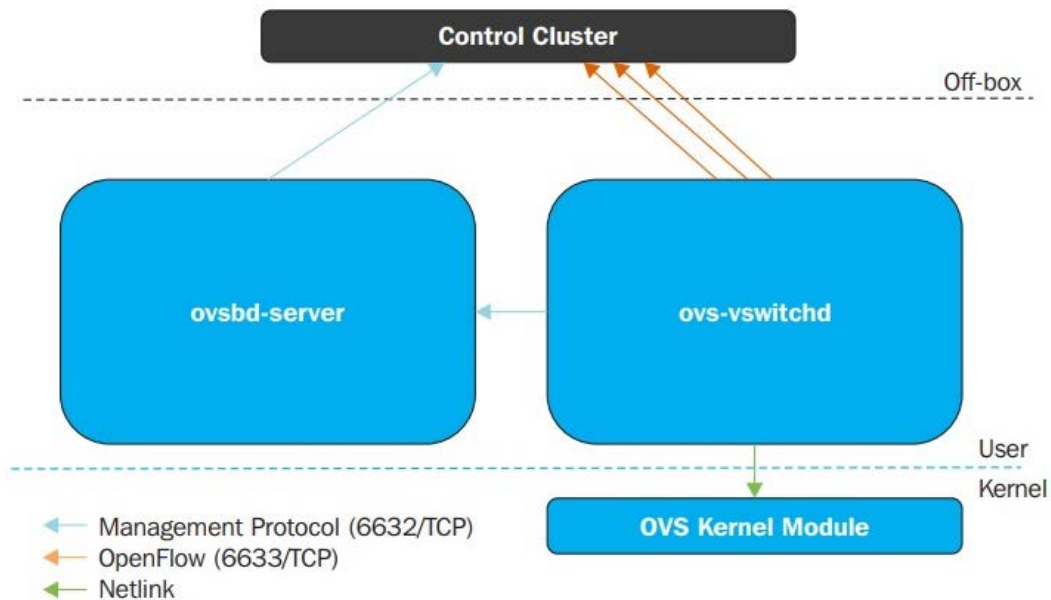 Control Cluster
Off-box
ovsbd-server
ovs-vswitchd
User
Kernel
OVS Kernel Module
Management Protocol (6632/TCP)
OpenFlow (6633/TCP)
Netlink